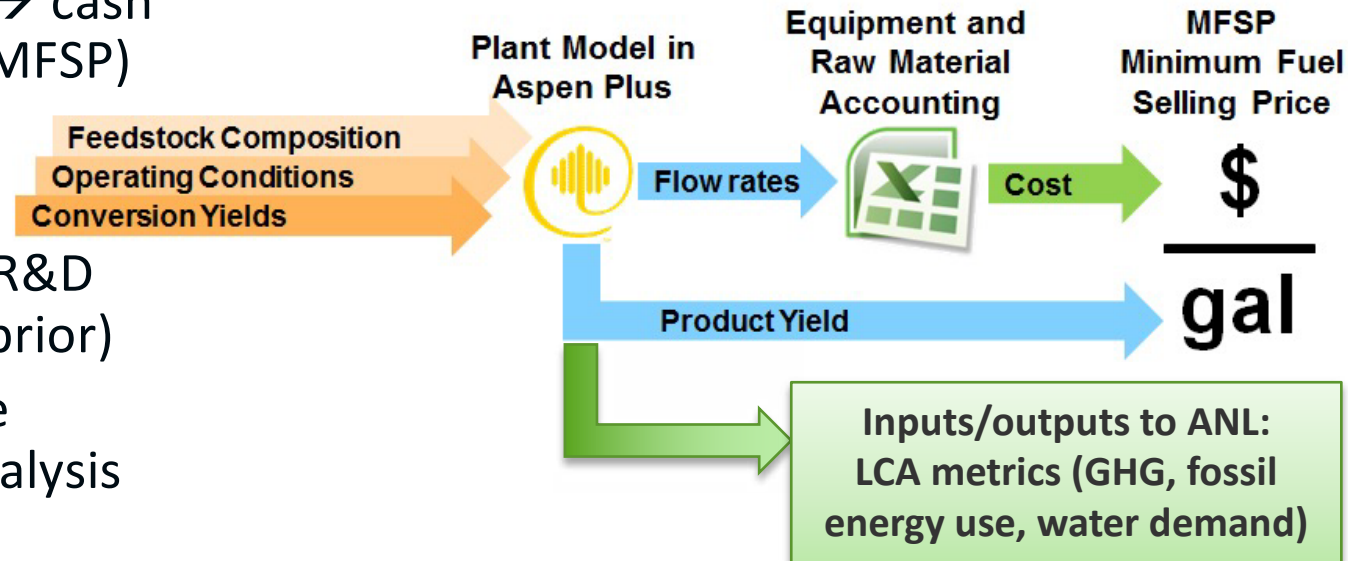 → cash
MFSP)
R&D
prior)
e
alysis
Plant Model in
Aspen Plus
Equipment and
Raw Material
Accounting
MFSP
Minimum Fuel
Selling Price
Feedstock Composition
Operating Conditions
Conversion Yields
Flow rates
X
Cost
$
gal
Product Yield
Inputs/outputs to ANL:
LCA metrics (GHG, fossil
energy use, water demand)